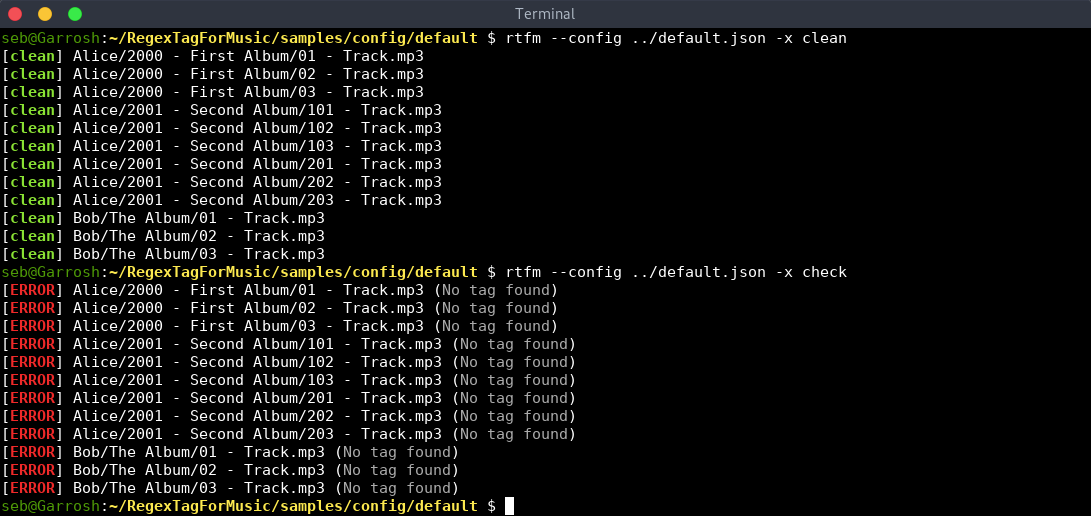 Terminal
seb@Garrosh:~/RegexTagForMusic/samples/config/default $ rtfm --config ../default.json -x clean
[clean] Alice/2000 - First Album/01 - Track.mp3
[clean] Alice/2000 - First Album/02 - Track.mp3
[clean] Alice/2000 - First Album/03 - Track.mp3
[clean] Alice/2001 - Second Album/101 - Track.mp3
[clean] Alice/2001 - Second Album/102 - Track.mp3
[clean] Alice/2001 - Second Album/103 - Track.mp3
[clean] Alice/2001 - Second Album/201 - Track.mp3
[clean] Alice/2001 - Second Album/202 - Track.mp3
[clean] Alice/2001 - Second Album/203 - Track.mp3
[clean] Bob/The Album/01 - Track.mp3
[clean] Bob/The Album/02 - Track.mp3
[clean] Bob/The Album/03 - Track.mp3
seb@Garrosh:~/RegexTagForMusic/samples/config/default $ rtfm --config ../default.json -x check
[ERROR] Alice/2000 - First Album/01 - Track.mp3 (No tag found)
[ERROR] Alice/2000 - First Album/02 - Track.mp3 (No tag found)
[ERROR] Alice/2000 - First Album/03 - Track.mp3 (No tag found)
[ERROR] Alice/2001 - Second Album/101 - Track.mp3 (No tag found)
[ERROR] Alice/2001 - Second Album/102 - Track.mp3 (No tag found)
[ERROR] Alice/2001 - Second Album/103 - Track.mp3 (No tag found)
[ERROR] Alice/2001 - Second Album/201 - Track.mp3 (No tag found)
[ERROR] Alice/2001 - Second Album/202 - Track.mp3 (No tag found)
[ERROR] Alice/2001 - Second Album/203 - Track.mp3 (No tag found)
[ERROR] Bob/The Album/01 - Track.mp3 (No tag found)
[ERROR] Bob/The Album/02 - Track.mp3 (No tag found)
[ERROR] Bob/The Album/03 - Track.mp3 (No tag found)
seb@Garrosh:~/RegexTagForMusic/samples/config/default $